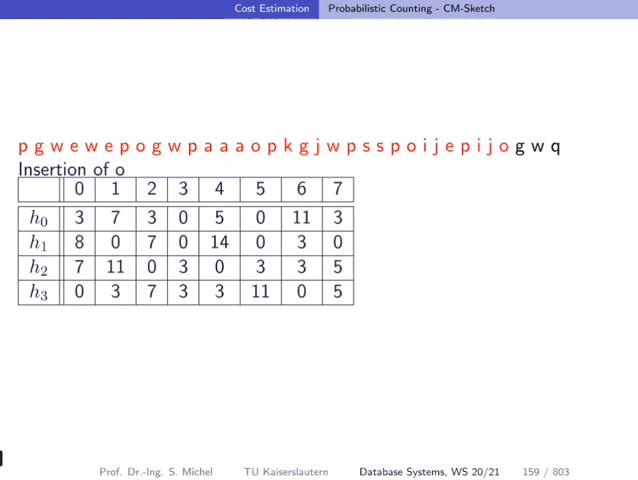 Cost Estimation Probabilistic Counting - CM-Sketch
p g w e w e p o g w p a a a o p k g j w p s s p o i j e p i j o g w q
Insertion of o
0 1 2 3 4 5 6 7
h0 3 7 3 0 5 0 11 3
h1 8 0 7 0 14 0 3 0
h2 7 11 0 3 0 3 3 5
h3 0 3 7 3 3 11 0 5
Prof. Dr.-Ing. S. Michel TU Kaiserslautern Database Systems, WS 20/21 159 / 803